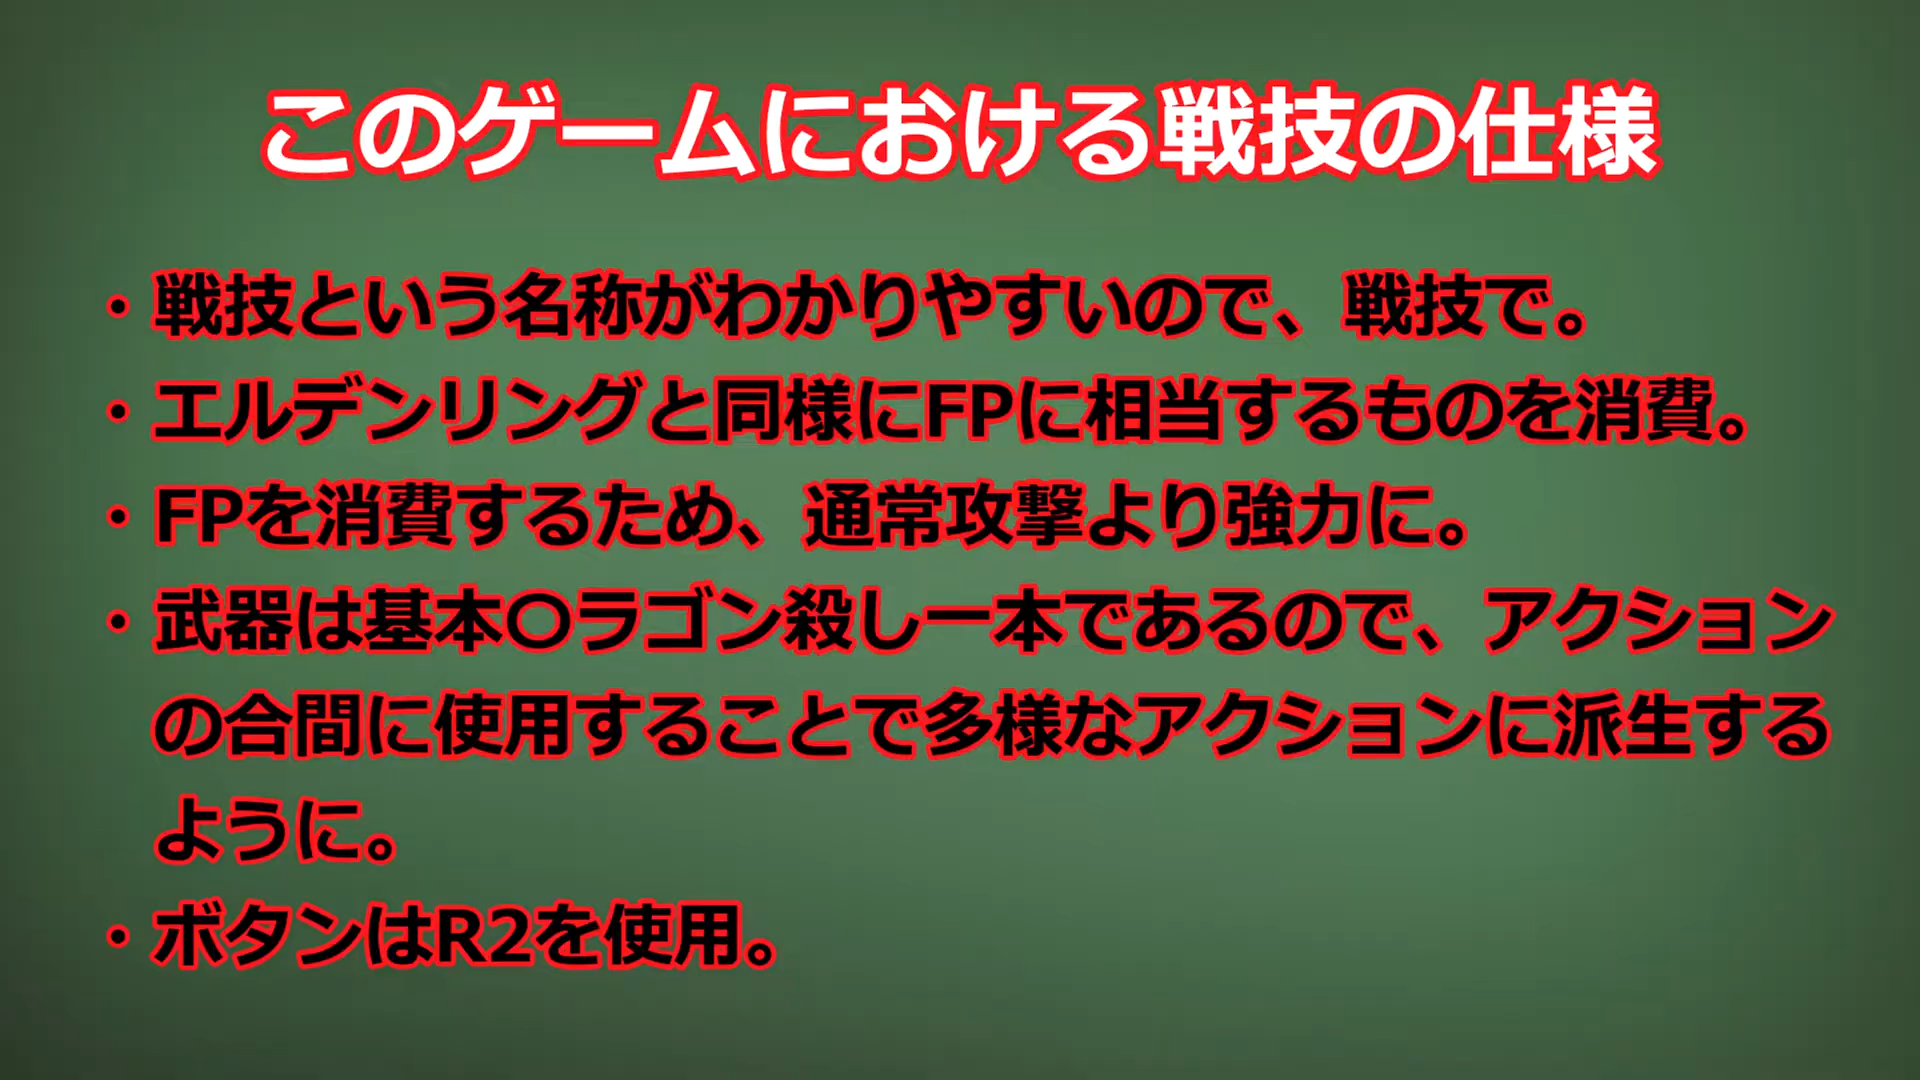 このゲームにおける戦技の仕様
・戦技という名称がわかりやすいので、戦技で。
・エルデンリングと同様にFPに相当するものを消費。
・FPを消費するため、通常攻撃より強力に。
・武器は基本〇ラゴン殺し一本であるので、アクション
の合間に使用することで多様なアクションに派生する
ように。
・ボタンはR2を使用。